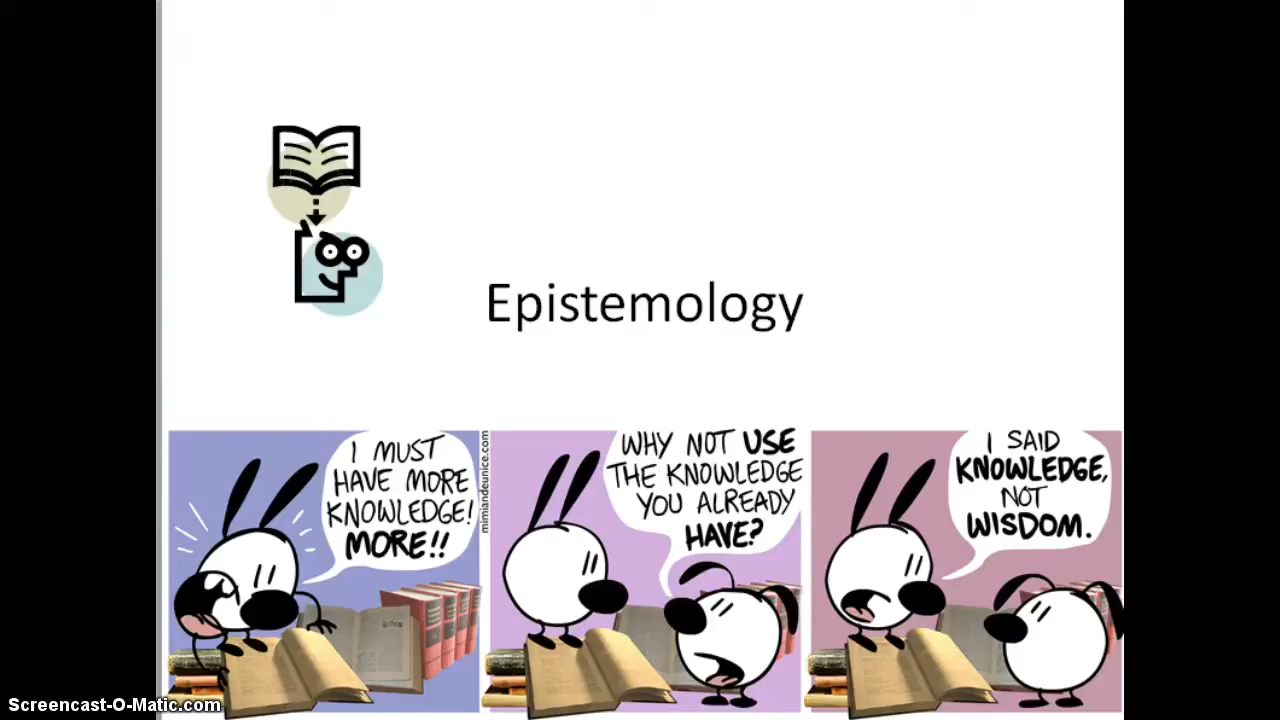 Epistemology
I MUST
HAVE MORE
KNOWLEDGE!
MORE!!
mimiandeunice.com
WHY NOT USE
THE KNOWLEDGE
YOU ALREADY
HAVE?
I SAID
KNOWLEDGE,
NOT
WISDOM.
Screencast-O-Matic.com